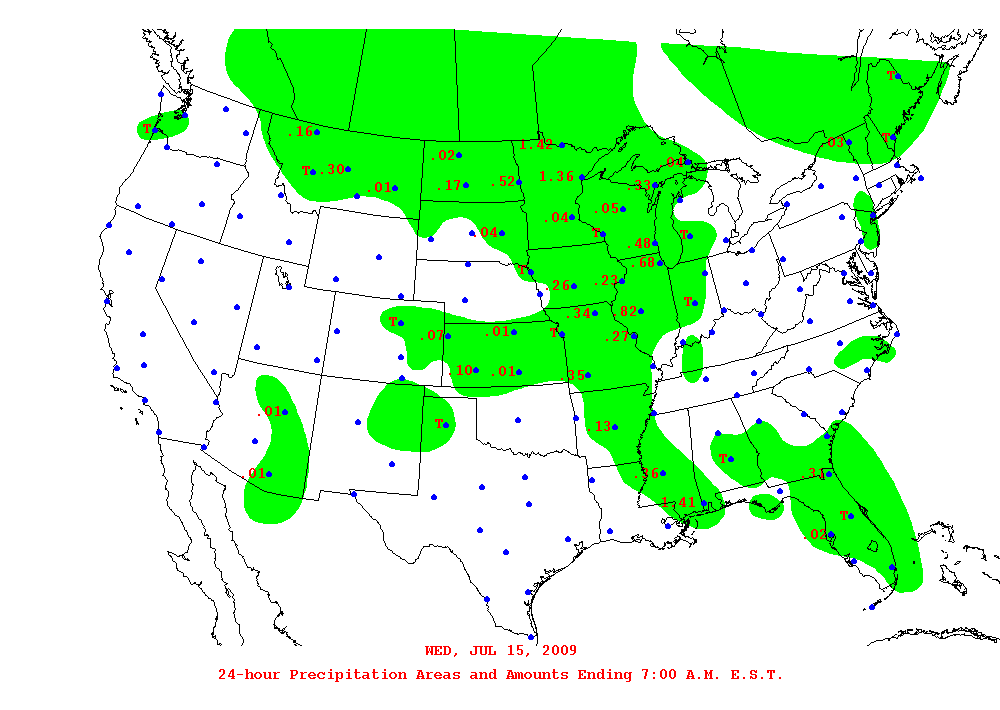 T
T
.03
T
.16
1.42
.02
.04
T .30
.01
.17
.52
1.36
.33
.05
.04
.04
T
.48
T
.68
T
.26
.23
T
.34
.82
T
.07
.01
T
.27
.10
.01
.35
.01
T
.13
T
.01
.36
1.41
T
.02
WED, JUL 15, 2009
24-hour Precipitation Areas and Amounts Ending 7:00 A.M. E.S.T.